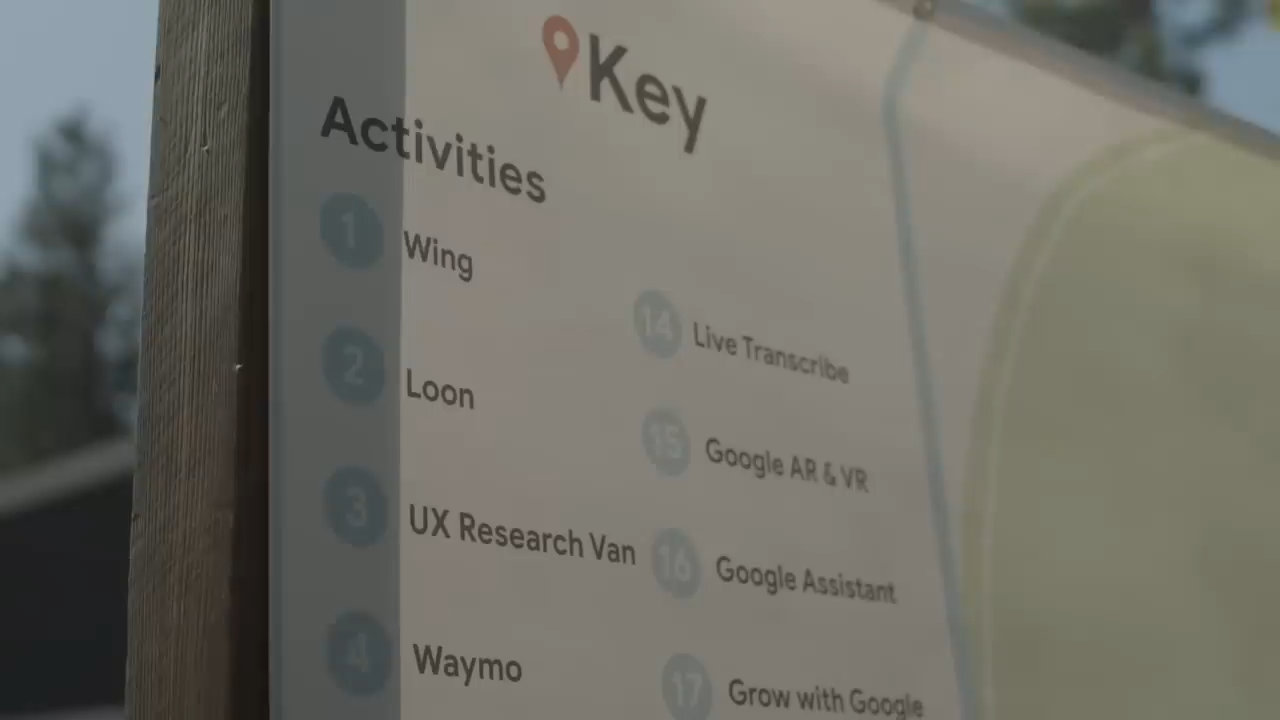 Key
Activities
1 Wing
2 Loon
3 UX Research Van
4 Waymo
14 Live Transcribe
15 Google AR & VR
16 Google Assistant
17 Grow with Google